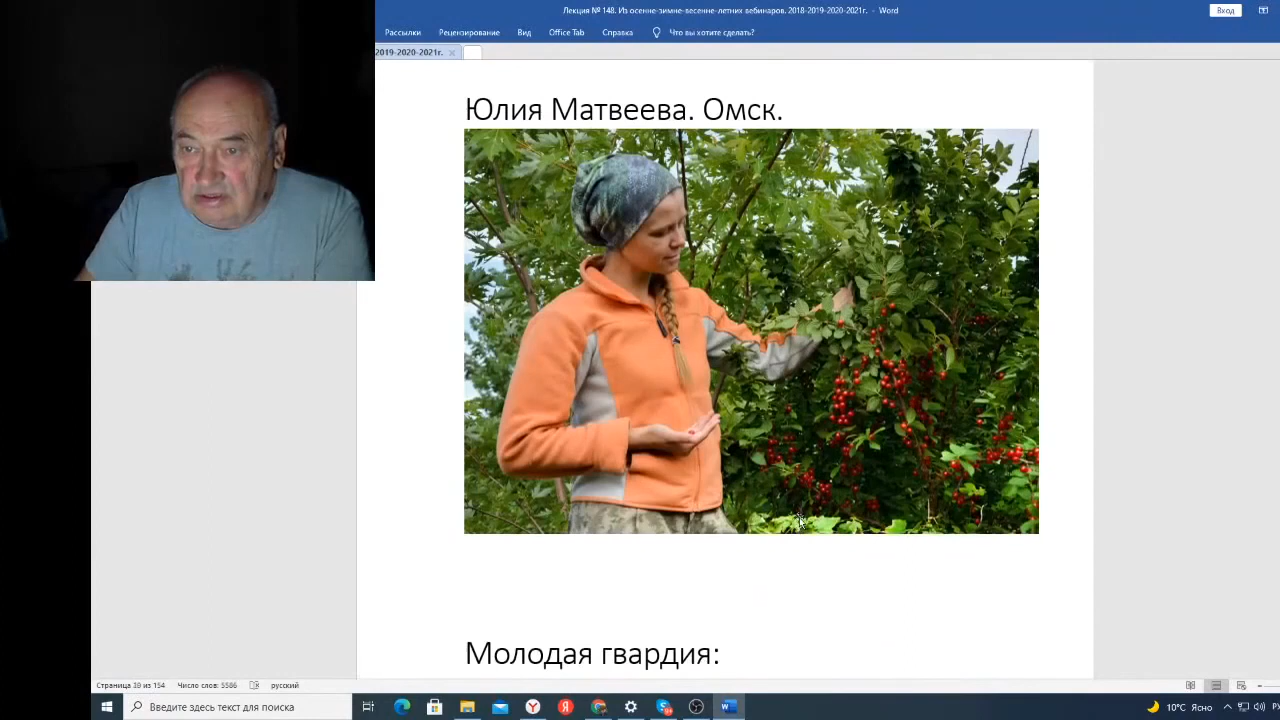 Лекция № 148. Из осенне-зимне-весенне-летних вебинаров. 2018-2019-2020-2021г. - Word
Вход
Рассылки Рецензирование Вид Office Tab Справка Что вы хотите сделать?
2019-2020-2021г.
Юлия Матвеева. Омск.
Молодая гвардия:
Страница 39 из 154 Число слов: 5586 русский
Введите здесь текст для поиска
10°C Ясно